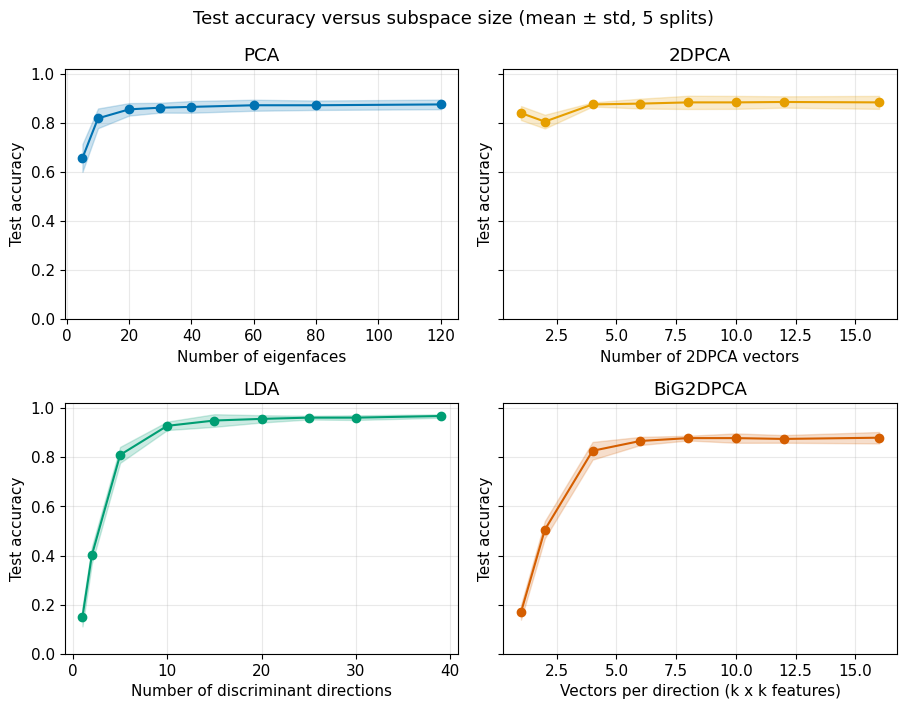 Test accuracy versus subspace size (mean ± std, 5 splits)
PCA
1.0
0.8
0.6
0.4
0.2
0.0
Test accuracy
0 20 40 60 80 100 120
Number of eigenfaces
2DPCA
Test accuracy
2.5 5.0 7.5 10.0 12.5 15.0
Number of 2DPCA vectors
LDA
1.0
0.8
0.6
0.4
0.2
0.0
Test accuracy
0 10 20 30 40
Number of discriminant directions
BiG2DPCA
Test accuracy
2.5 5.0 7.5 10.0 12.5 15.0
Vectors per direction (k x k features)